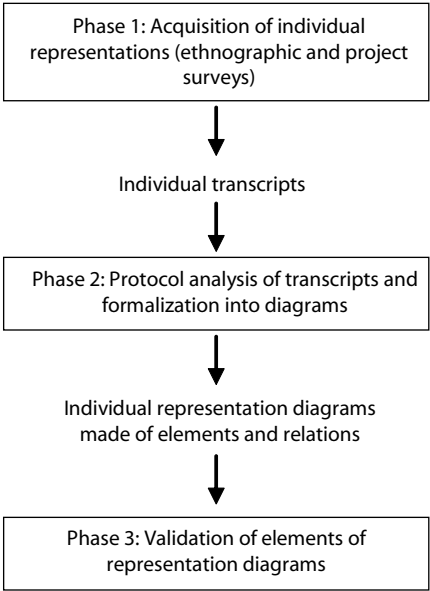 Phase 1: Acquisition of individual
representations (ethnographic and project
surveys)
Individual transcripts
Phase 2: Protocol analysis of transcripts and
formalization into diagrams
Individual representation diagrams
made of elements and relations
Phase 3: Validation of elements of
representation diagrams